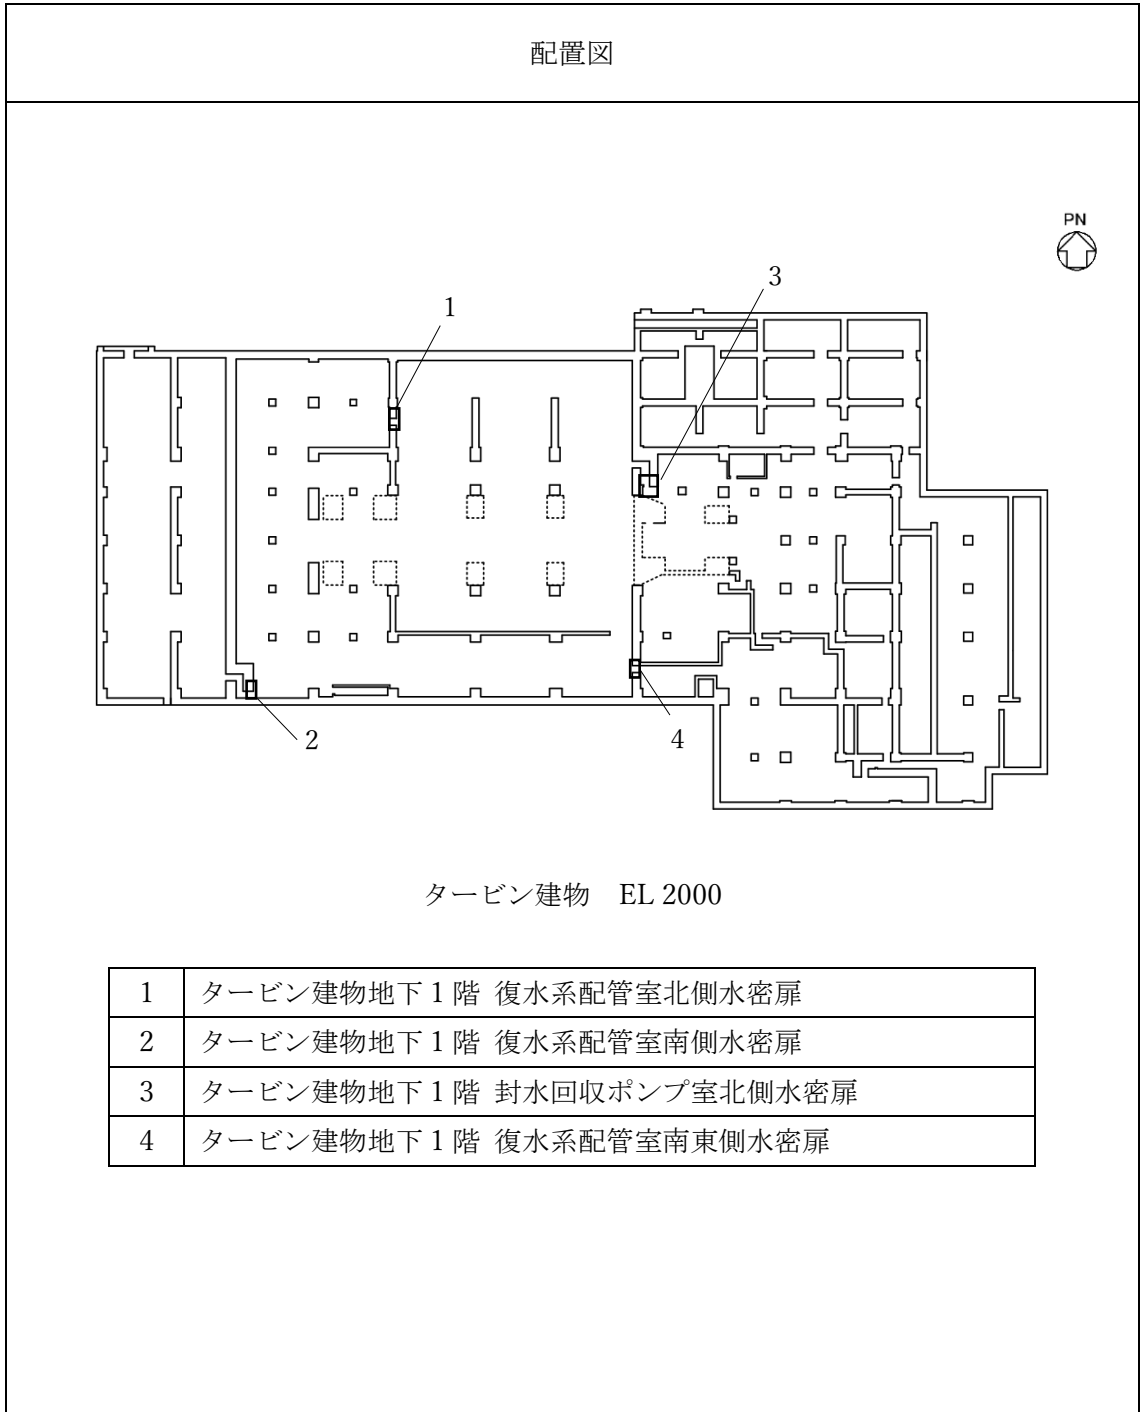 配置図
PN
3
1
2
4
タービン建物　EL 2000
1 タービン建物地下 1 階 復水系配管室北側水密扉
2 タービン建物地下 1 階 復水系配管室南側水密扉
3 タービン建物地下 1 階 封水回収ポンプ室北側水密扉
4 タービン建物地下 1 階 復水系配管室南東側水密扉